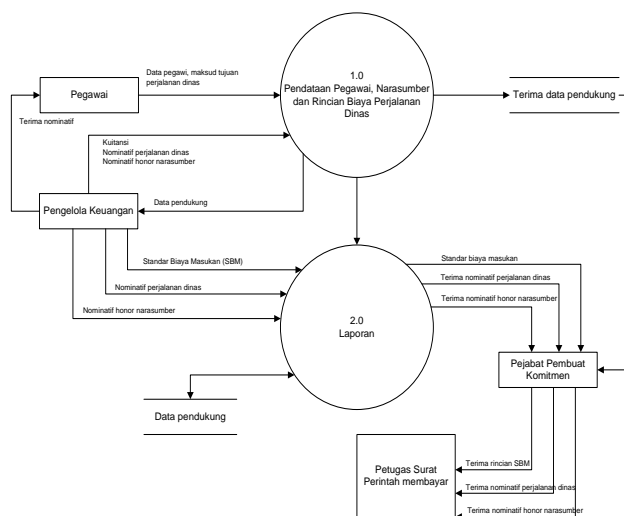 1.0
Pendataan Pegawai, Narasumber
dan Rincian Biaya Perjalanan
Dinas
Data pegawi, maksud tujuan
perjalanan dinas
Pegawai
Terima data pendukung
Terima nominatif
Kuitansi
Nominatif perjalanan dinas
Nominatif honor narasumber
Data pendukung
Pengelola Keuangan
Standar Biaya Masukan (SBM)
Standar biaya masukan
Terima nominatif perjalanan dinas
Nominatif perjalanan dinas
Terima nominatif honor narasumber
Nominatif honor narasumber
2.0
Laporan
Pejabat Pembuat
Komitmen
Data pendukung
Petugas Surat
Perintah membayar
Terima rincian SBM
Terima nominatif perjalanan dinas
Terima nominatif honor narasumber